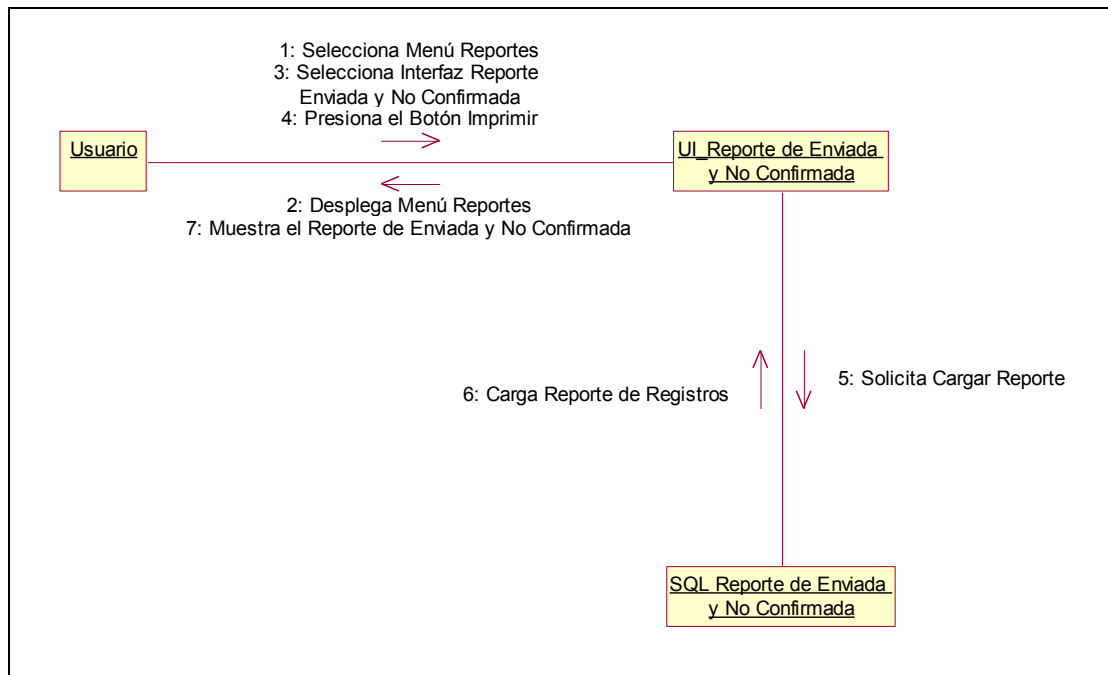 1: Selecciona Menú Reportes
3: Selecciona Interfaz Reporte
Enviada y No Confirmada
4: Presiona el Botón Imprimir
Usuario
UI_Reporte de Enviada
y No Confirmada
2: Desplega Menú Reportes
7: Muestra el Reporte de Enviada y No Confirmada
5: Solicita Cargar Reporte
6: Carga Reporte de Registros
SQL_Reporte de Enviada
y No Confirmada